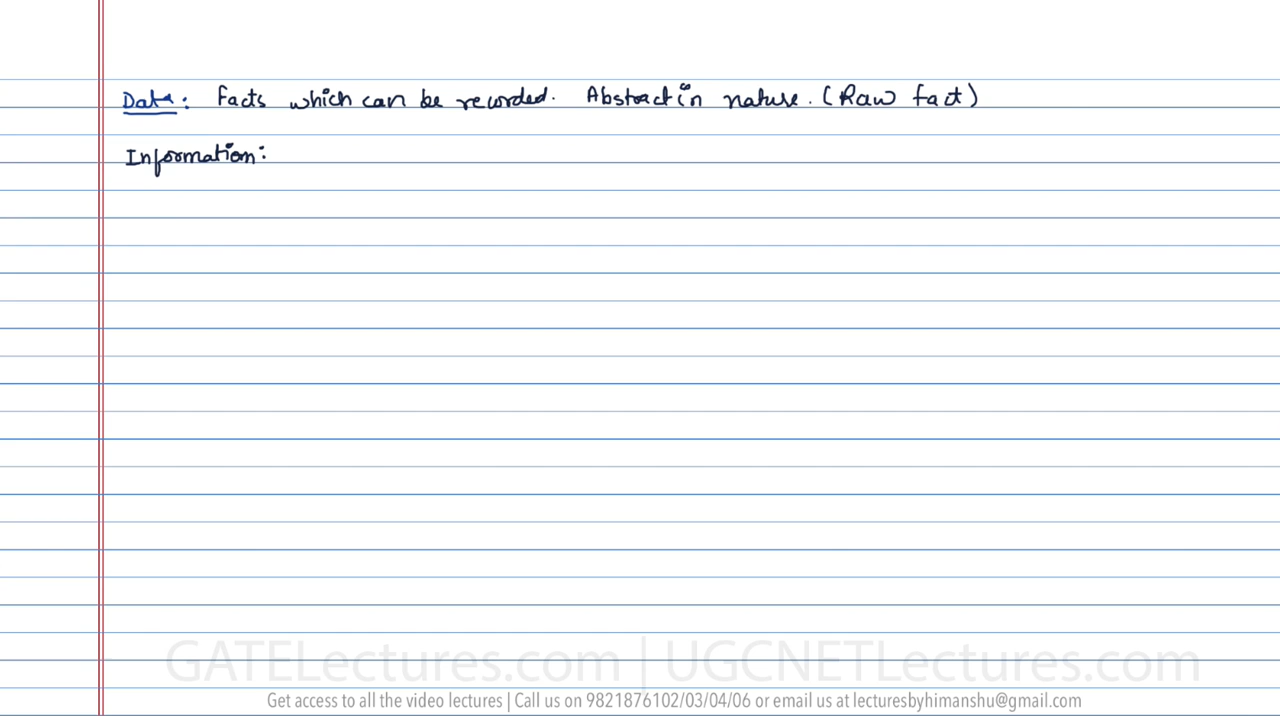 Data: Facts which can be recorded. Abstract in nature. (Raw fact)
Information:
GATELectures.com | UGCNETLectures.com
Get access to all the video lectures | Call us on 9821876102/03/04/06 or email us at lecturesbyhimanshu@gmail.com